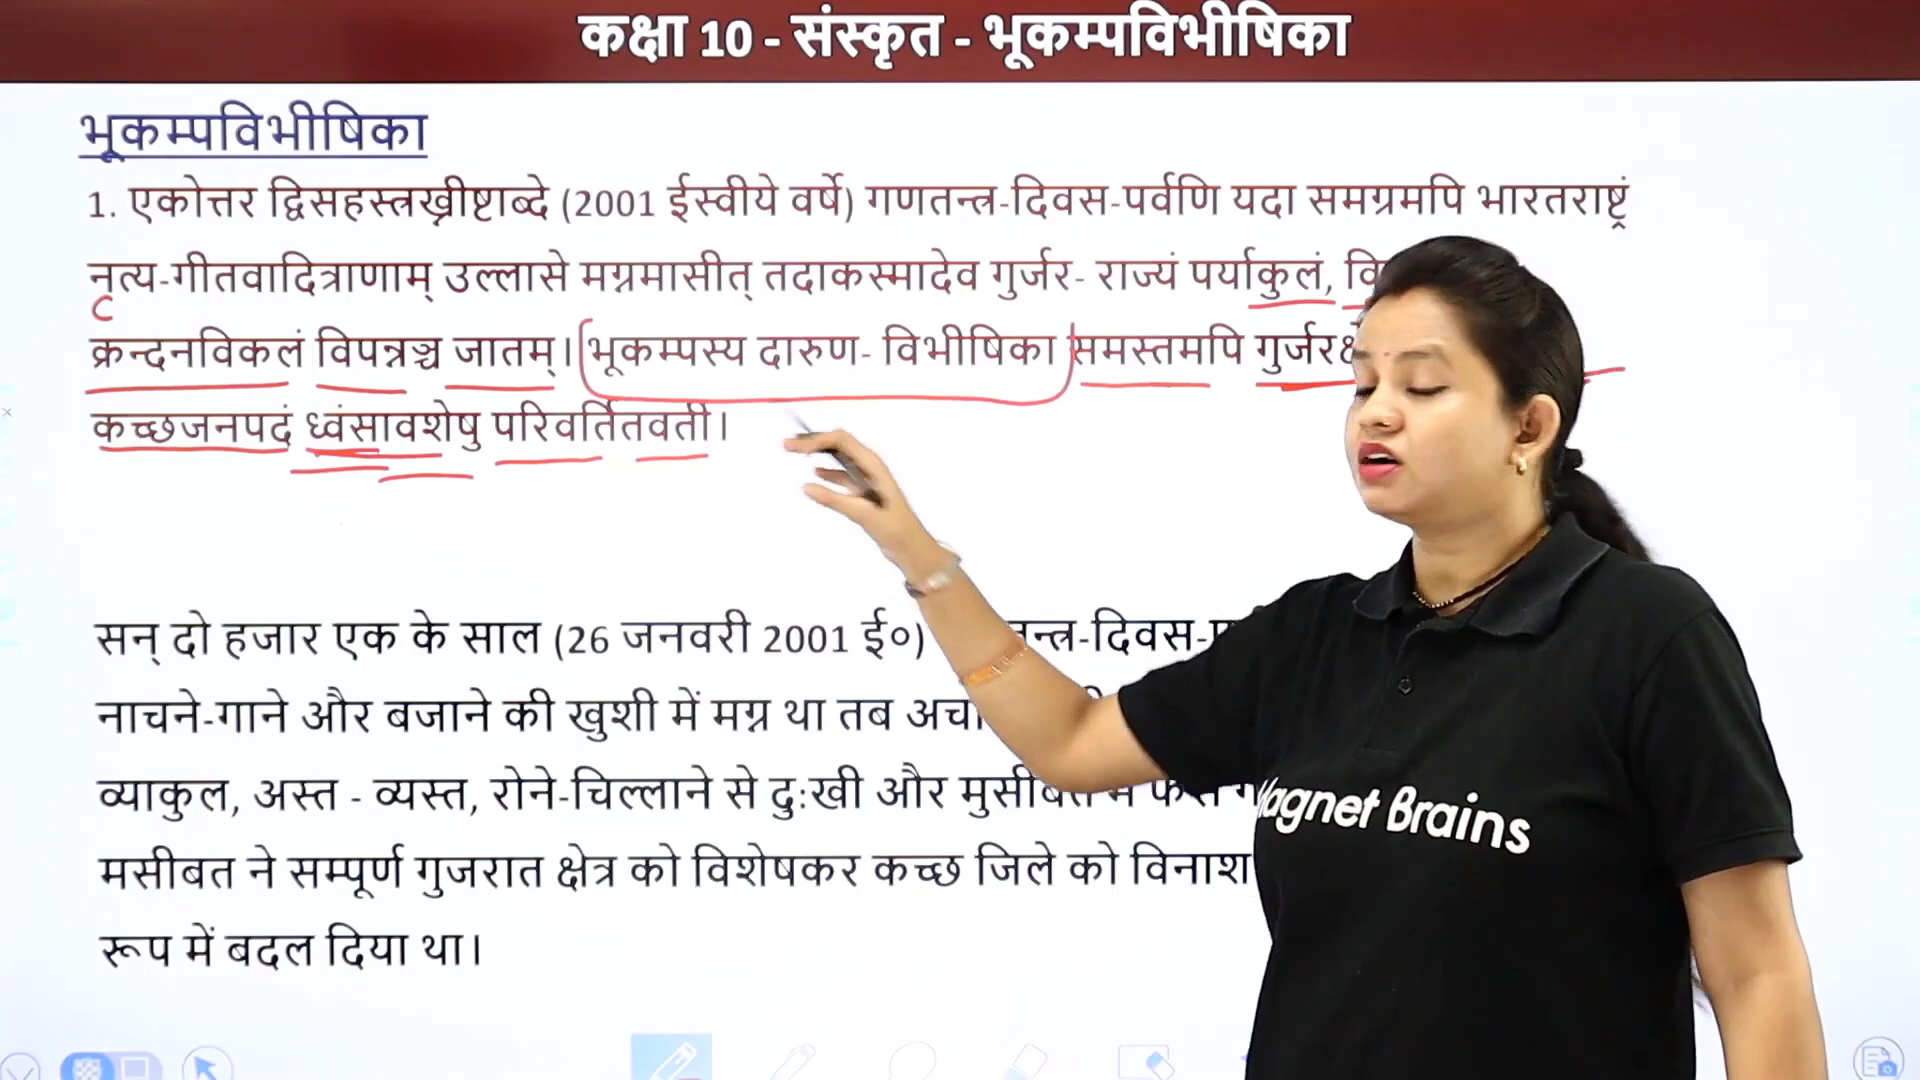 कक्षा 10 - संस्कृत - भूकम्पविभीषिका
भूकम्पविभीषिका
1. एकोत्तर द्विसहस्त्रख्रीष्टाब्दे (2001 ईस्वीये वर्षे) गणतन्त्र-दिवस-पर्वणि यदा समग्रमपि भारतराष्ट्रं
नृत्य-गीतवादित्राणाम् उल्लासे मग्नमासीत् तदाकस्मादेव गुर्जर- राज्यं पर्याकुलं,
क्रन्दनविकलं विपन्नञ्च जातम्। भूकम्पस्य दारुण- विभीषिका समस्तमपि
कच्छजनपदं ध्वंसावशेषु परिवर्तितवती।
सन् दो हजार एक के साल (26 जनवरी 2001 ई०)
नाचने-गाने और बजाने की खुशी में मग्न था तब
व्याकुल, अस्त - व्यस्त, रोने-चिल्लाने से दुःखी और
मसीबत ने सम्पूर्ण गुजरात क्षेत्र को विशेषकर कच्छ जिले को विनाश
रूप में बदल दिया था।
Magnet Brains